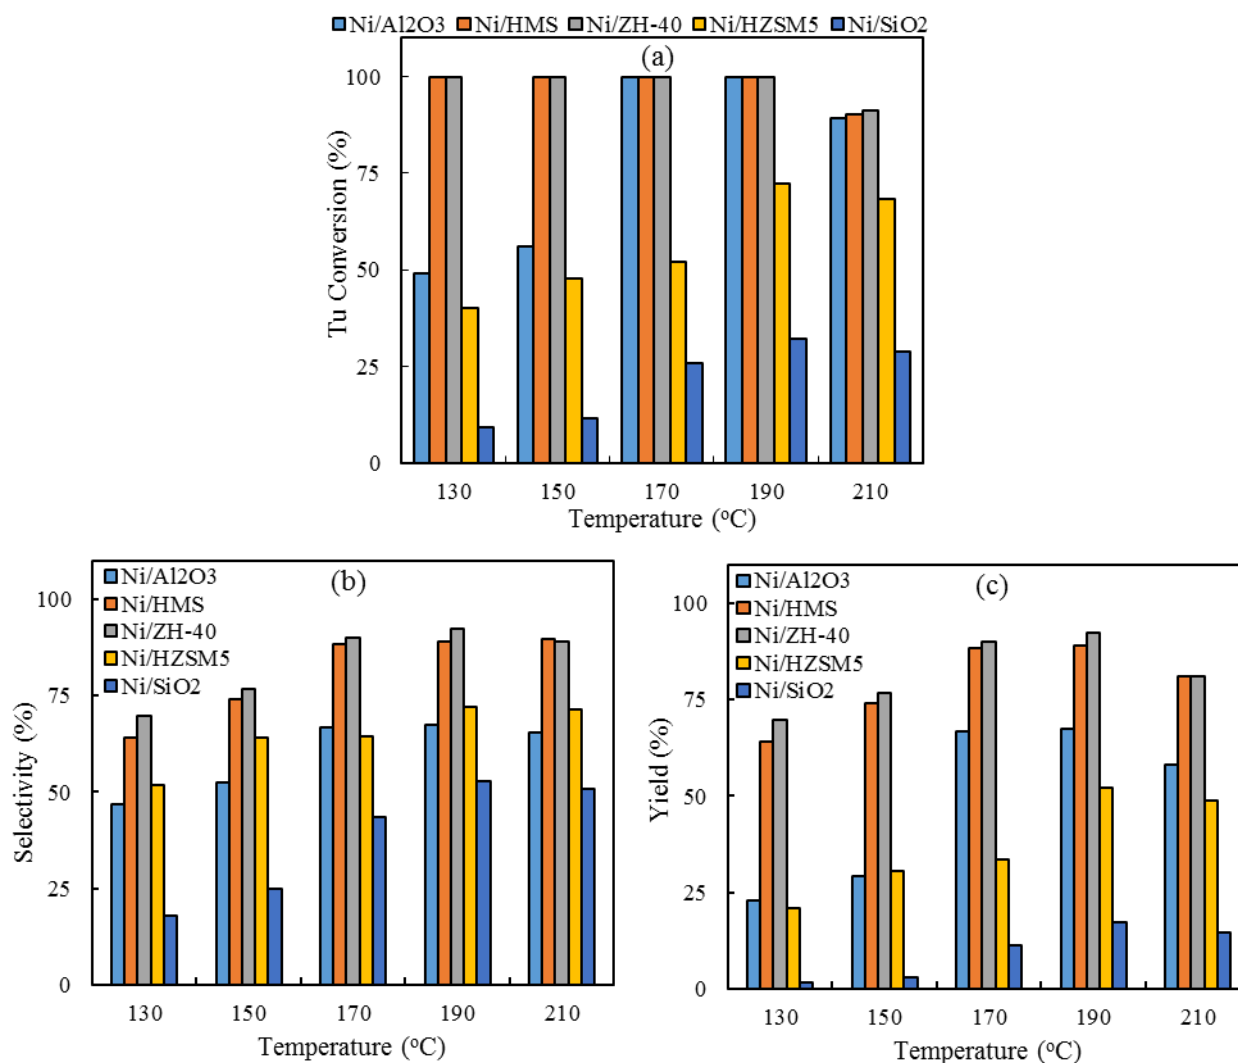 Ni/Al2O3 Ni/HMS Ni/ZH-40 Ni/HZSM5 Ni/SiO2
(a)
100
75
50
25
0
Tu Conversion (%)
130 150 170 190 210
Temperature (oC)
(b)
Ni/Al2O3
Ni/HMS
Ni/ZH-40
Ni/HZSM5
Ni/SiO2
100
75
50
25
0
Selectivity (%)
130 150 170 190 210
Temperature (oC)
(c)
Ni/Al2O3
Ni/HMS
Ni/ZH-40
Ni/HZSM5
Ni/SiO2
100
75
50
25
0
Yield (%)
130 150 170 190 210
Temperature (oC)